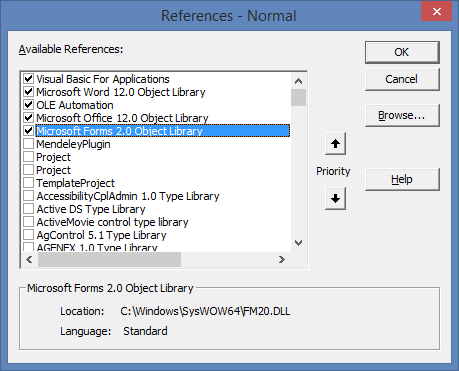 References - Normal
Available References:
Visual Basic For Applications
Microsoft Word 12.0 Object Library
OLE Automation
Microsoft Office 12.0 Object Library
Microsoft Forms 2.0 Object Library
MendeleyPlugin
Project
Project
TemplateProject
AccessibilityCplAdmin 1.0 Type Library
Active DS Type Library
ActiveMovie control type library
AgControl 5.1 Type Library
AGENEX 1.0 Type Library
OK
Cancel
Browse...
Priority
Help
Microsoft Forms 2.0 Object Library
Location: C:\Windows\SysWOW64\FM20.DLL
Language: Standard